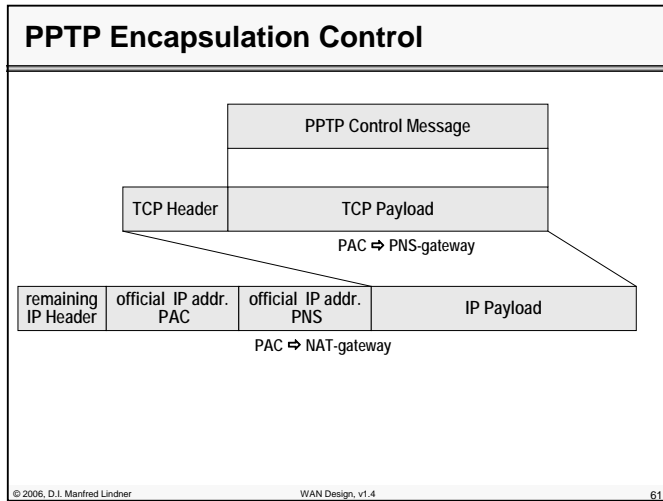 PPTP Encapsulation Control
PPTP Control Message
TCP Header
TCP Payload
PAC ⇨ PNS-gateway
remaining
IP Header
official IP addr.
PAC
official IP addr.
PNS
IP Payload
PAC ⇨ NAT-gateway
© 2006, D.I. Manfred Lindner
WAN Design, v1.4
61